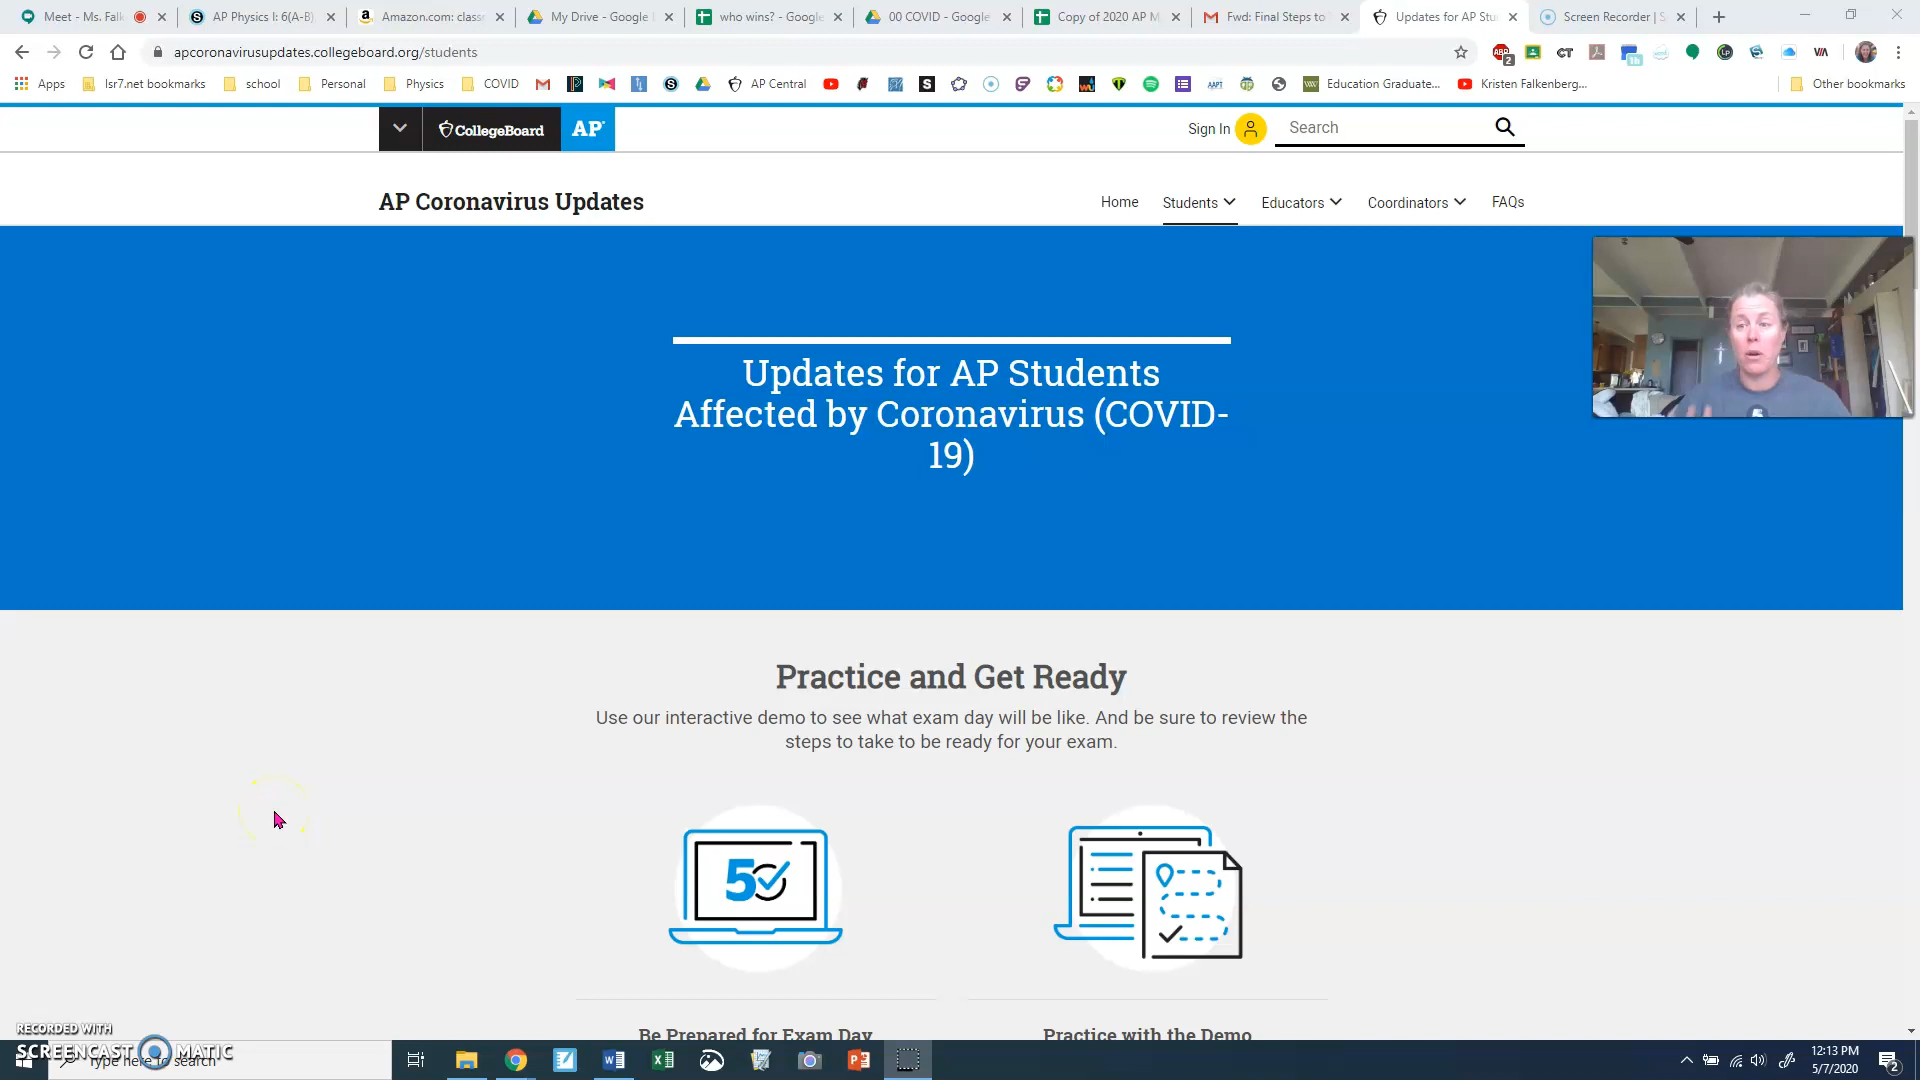 Meet - Ms. Falk
AP Physics I: 6(A-B)
Amazon.com: class
My Drive - Google
who wins? - Google
00 COVID - Google
Copy of 2020 AP M
Fwd: Final Steps to
Updates for AP Stu
Screen Recorder | S
apcoronavirusupdates.collegeboard.org/students
Apps
lsr7.net bookmarks
school
Personal
Physics
COVID
AP Central
Education Graduate...
Kristen Falkenberg...
Other bookmarks
CollegeBoard
AP
Sign In
Search
AP Coronavirus Updates
Home
Students
Educators
Coordinators
FAQs
Updates for AP Students
Affected by Coronavirus (COVID-
19)
Practice and Get Ready
Use our interactive demo to see what exam day will be like. And be sure to review the
steps to take to be ready for your exam.
5
Be Prepared for Exam Day
Practice with the Demo
RECORDED WITH
SCREENCAST MATIC
Type here to search
12:13 PM
5/7/2020